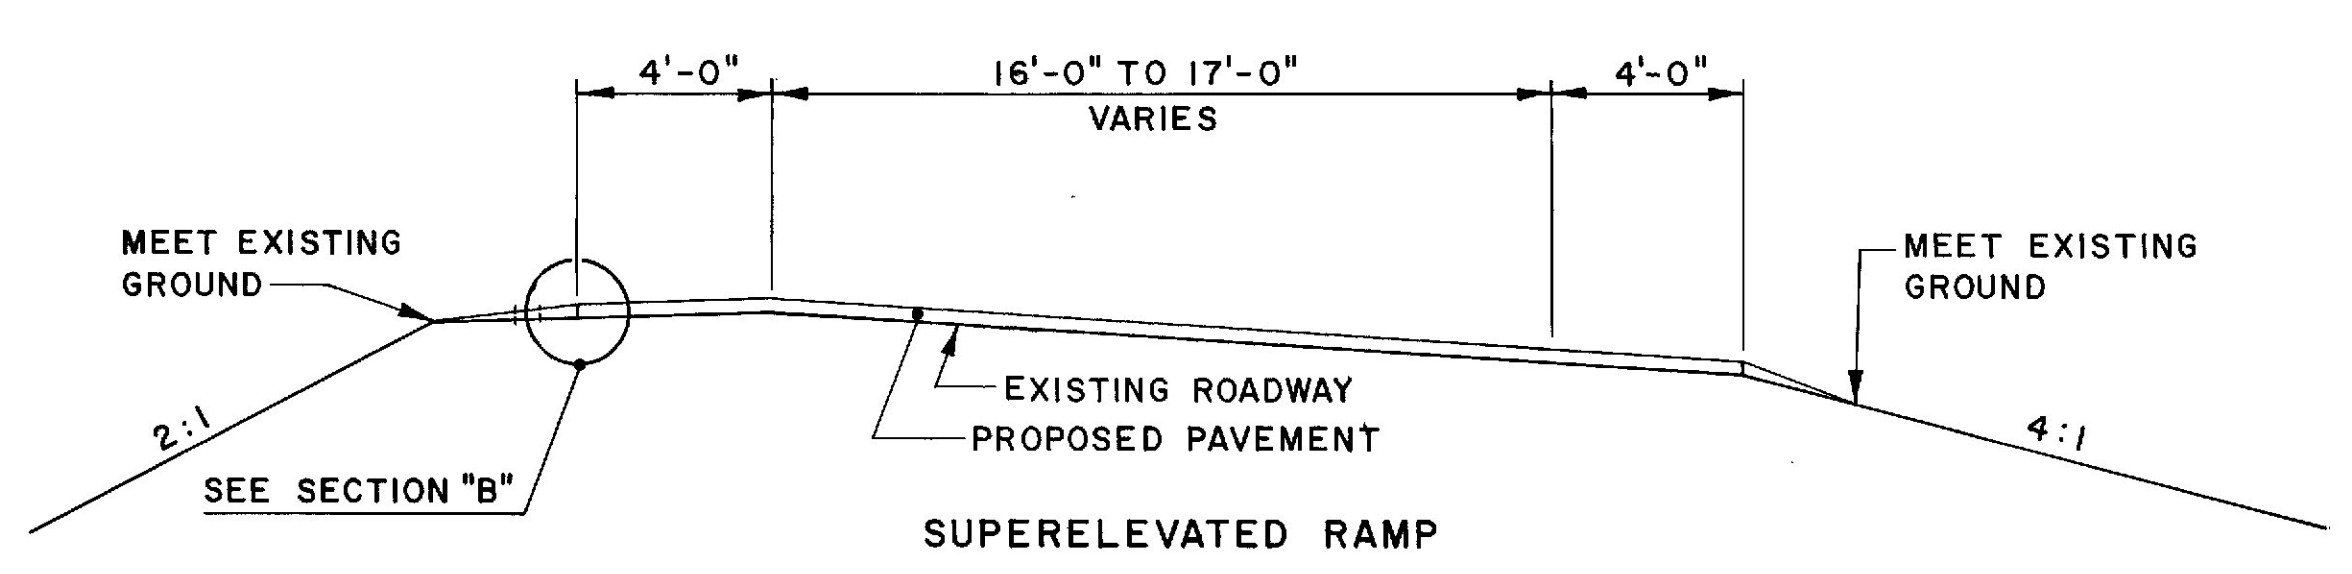 4'-0"
16'-0" TO 17'-0"
4'-0"
VARIES
MEET EXISTING
GROUND
MEET EXISTING
GROUND
EXISTING ROADWAY
PROPOSED PAVEMENT
2:1
4:1
SEE SECTION "B"
SUPERELEVATED RAMP